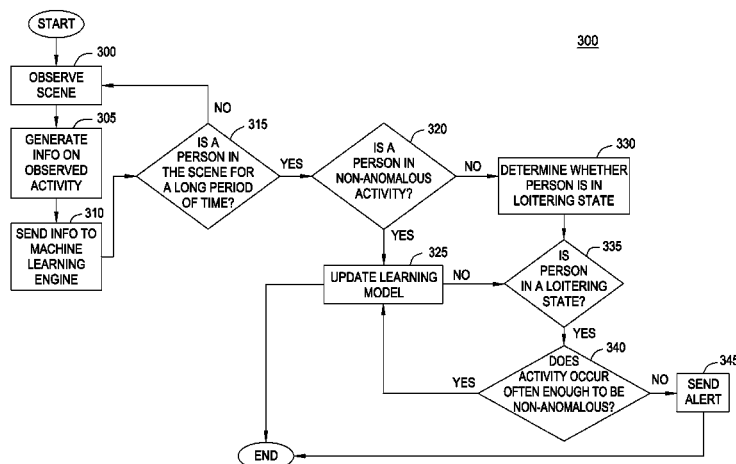 START
300
300
OBSERVE
SCENE
305
GENERATE
INFO ON
OBSERVED
ACTIVITY
310
SEND INFO TO
MACHINE
LEARNING
ENGINE
NO
315
IS A
PERSON IN
THE SCENE FOR
A LONG PERIOD
OF TIME?
YES
320
IS A
PERSON IN
NON-ANOMALOUS
ACTIVITY?
NO
YES
330
DETERMINE WHETHER
PERSON IS IN
LOITERING STATE
325
UPDATE LEARNING
MODEL
NO
335
IS
PERSON
IN A LOITERING
STATE?
YES
340
DOES
ACTIVITY OCCUR
OFTEN ENOUGH TO BE
NON-ANOMALOUS?
YES
NO
345
SEND
ALERT
END